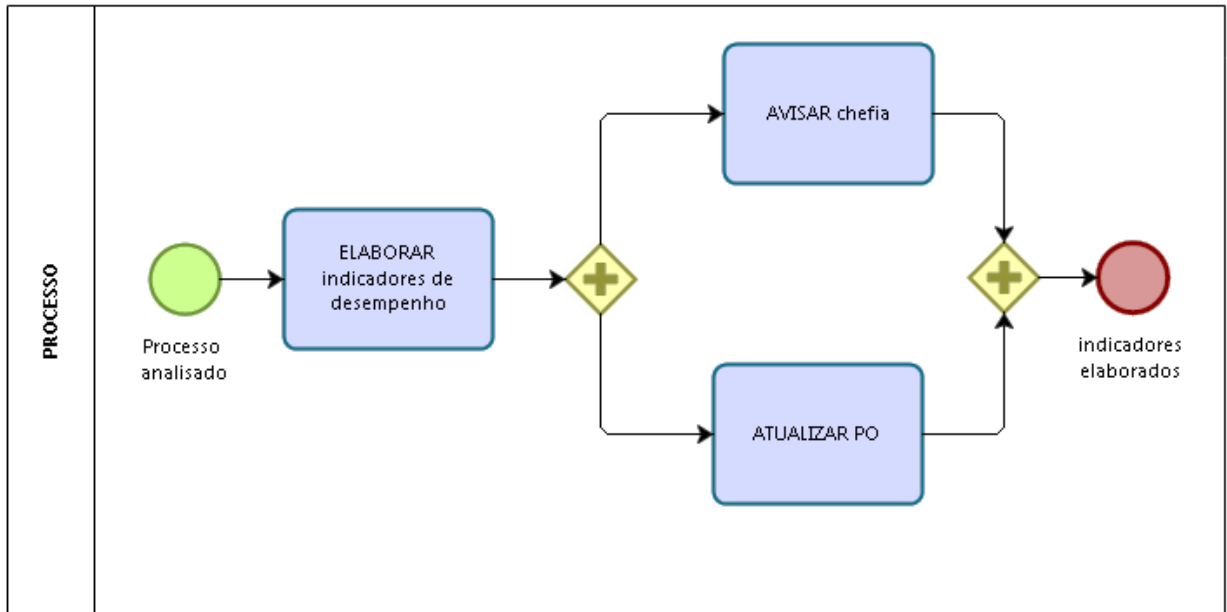 PROCESSO
Processo
analisado
ELABORAR
indicadores de
desempenho
AVISAR chefia
ATUALIZAR PO
indicadores
elaborados